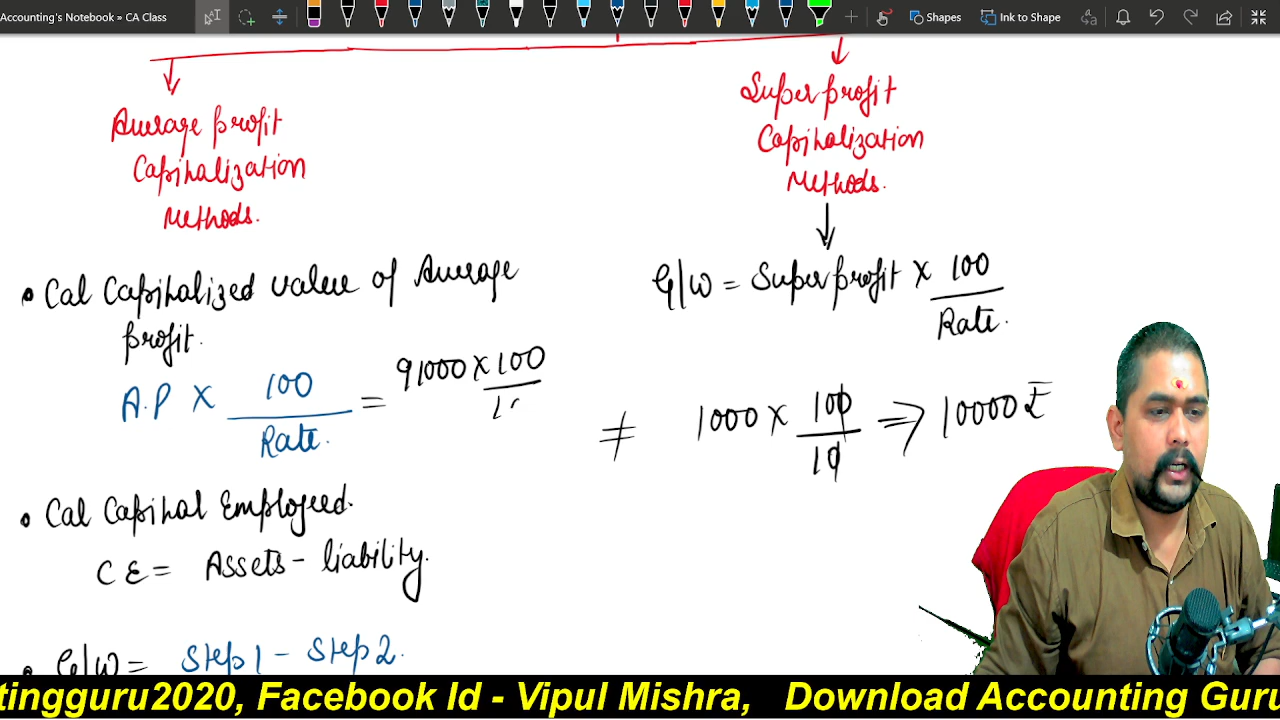 Accounting's Notebook » CA Class
Shapes
Ink to Shape
Average profit
Capitalization
Methods.
Super profit
Capitalization
Methods.
• Cal Capitalized value of Average
profit.
A.P × 100/Rate. = 91000 × 100/10
G/W = Super profit × 100/Rate.
≠ 1000 × 100/10 => 10000 ₹
• Cal Capital Employeed.
CE = Assets - liability.
• G/W = Step 1 - Step 2.
tingguru2020, Facebook Id - Vipul Mishra, Download Accounting Guru